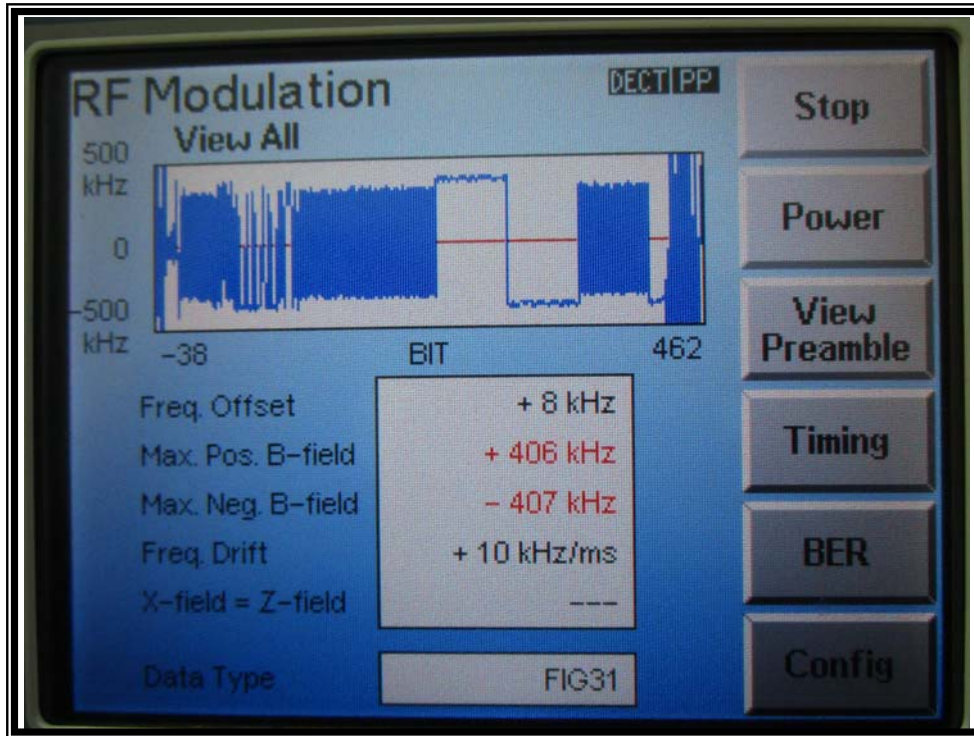 RF Modulation
DECT PP
View All
500
kHz
0
-500
kHz
-38
BIT
462
Freq. Offset
+ 8 kHz
Max. Pos. B-field
+ 406 kHz
Max. Neg. B-field
- 407 kHz
Freq. Drift
+ 10 kHz/ms
X-field = Z-field
---
Data Type
FIG31
Stop
Power
View
Preamble
Timing
BER
Config